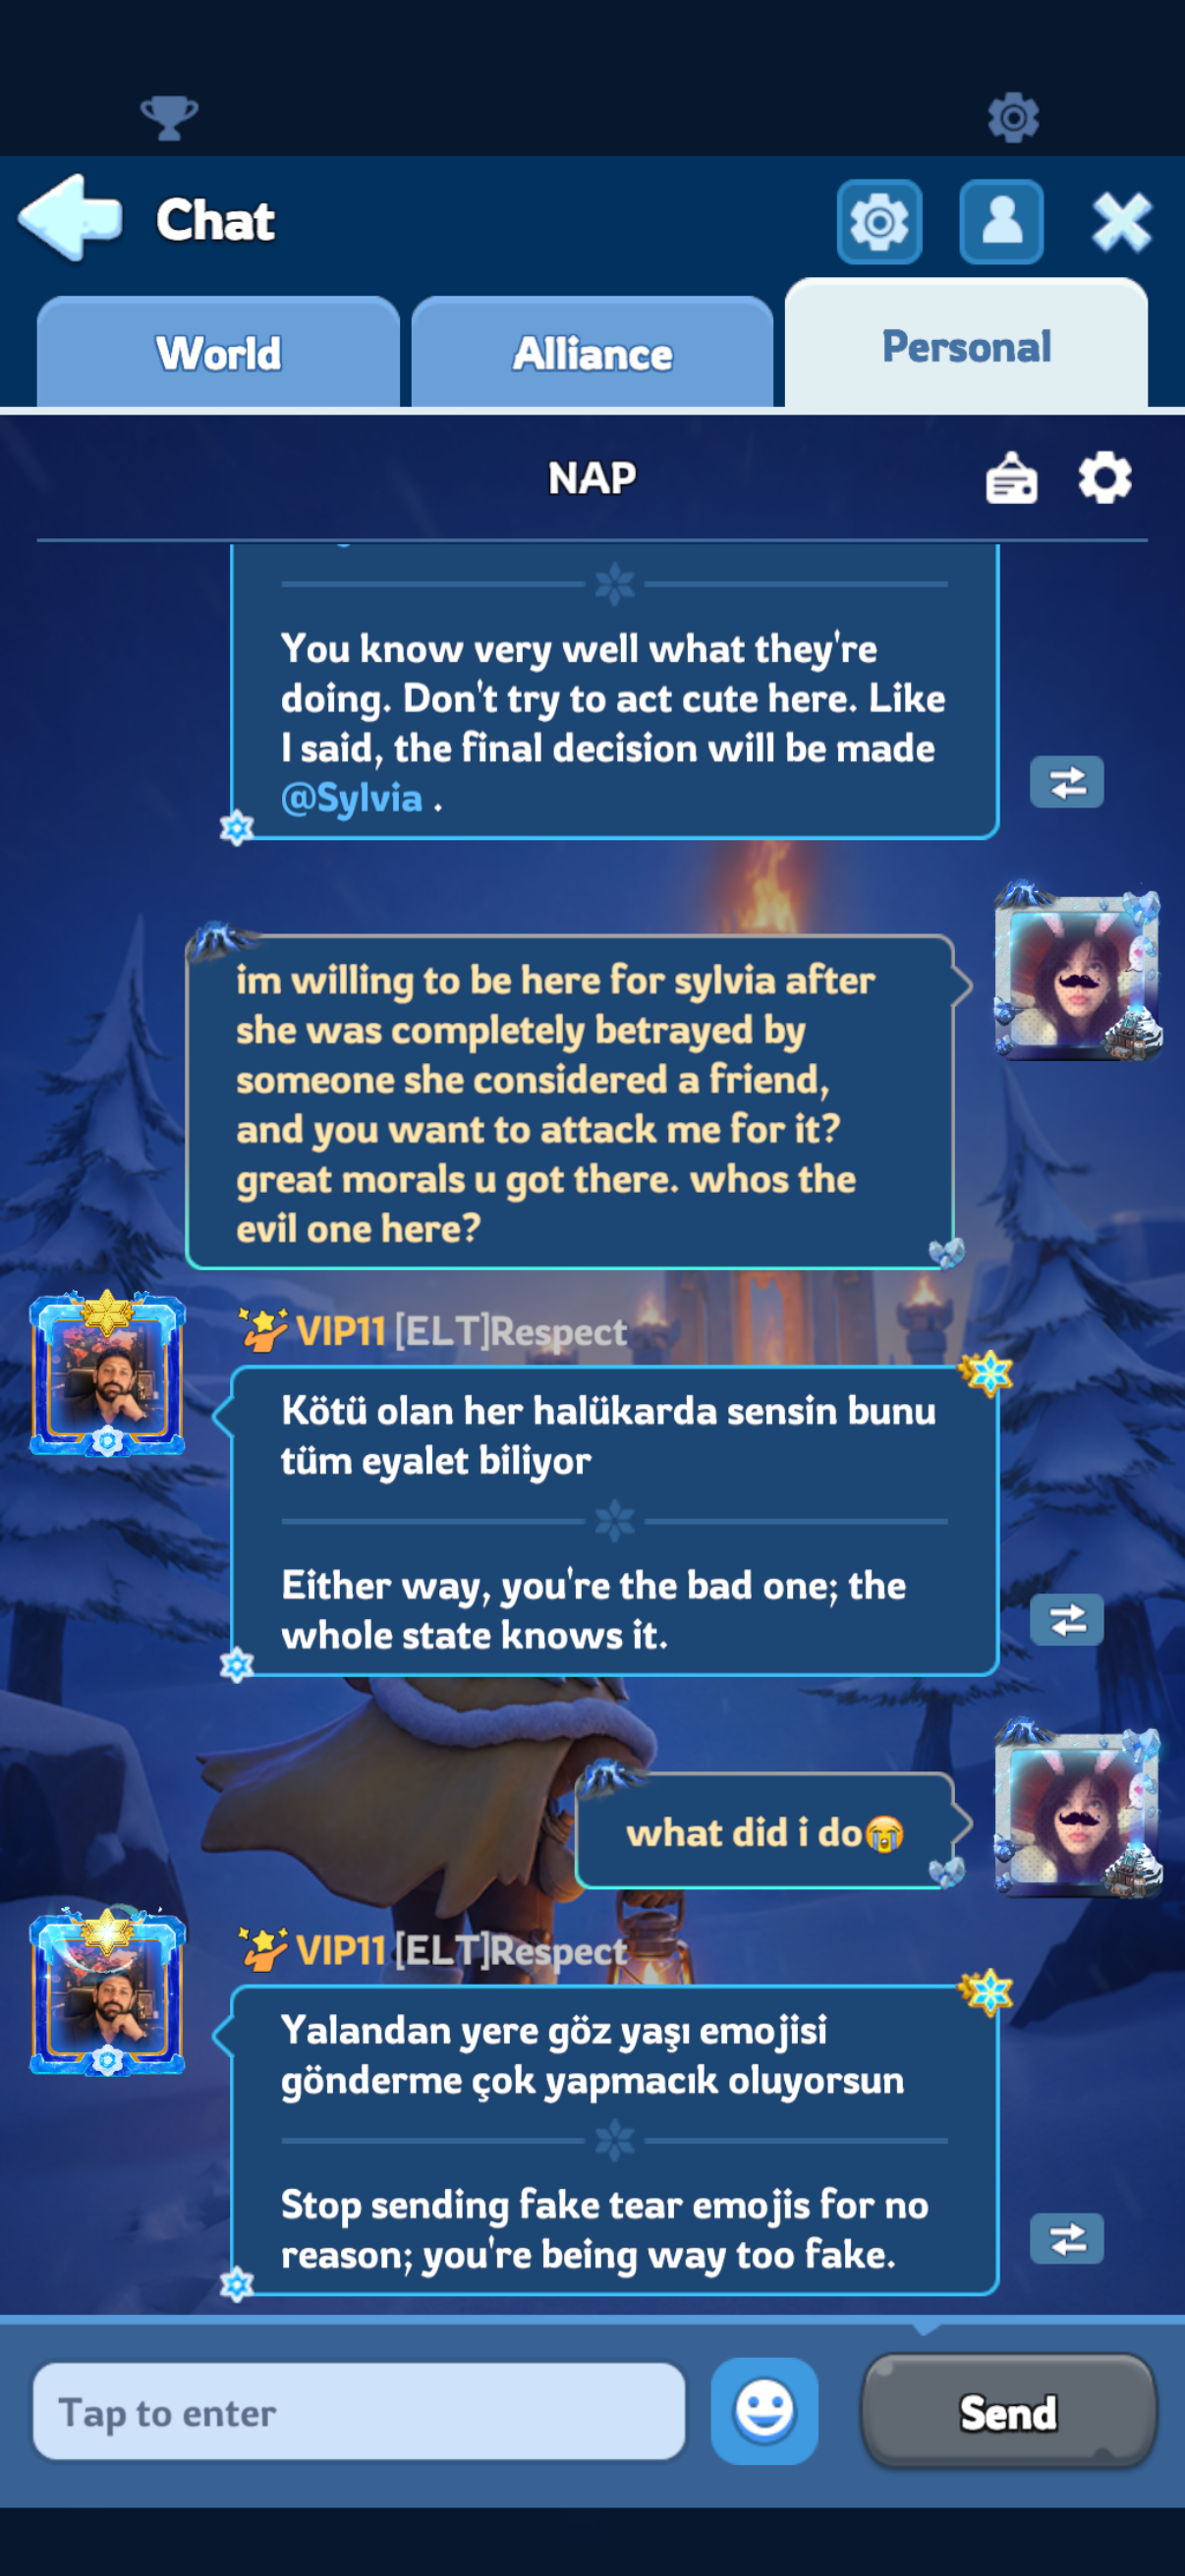 Chat
World
Alliance
Personal
NAP
You know very well what they're
doing. Don't try to act cute here. Like
I said, the final decision will be made
@Sylvia .
im willing to be here for sylvia after
she was completely betrayed by
someone she considered a friend,
and you want to attack me for it?
great morals u got there. whos the
evil one here?
VIP11 [ELT]Respect
Kötü olan her halükarda sensin bunu
tüm eyalet biliyor
Either way, you're the bad one; the
whole state knows it.
what did i do😭
VIP11 [ELT]Respect
Yalandan yere göz yaşı emojisi
gönderme çok yapmacık oluyorsun
Stop sending fake tear emojis for no
reason; you're being way too fake.
Tap to enter
Send